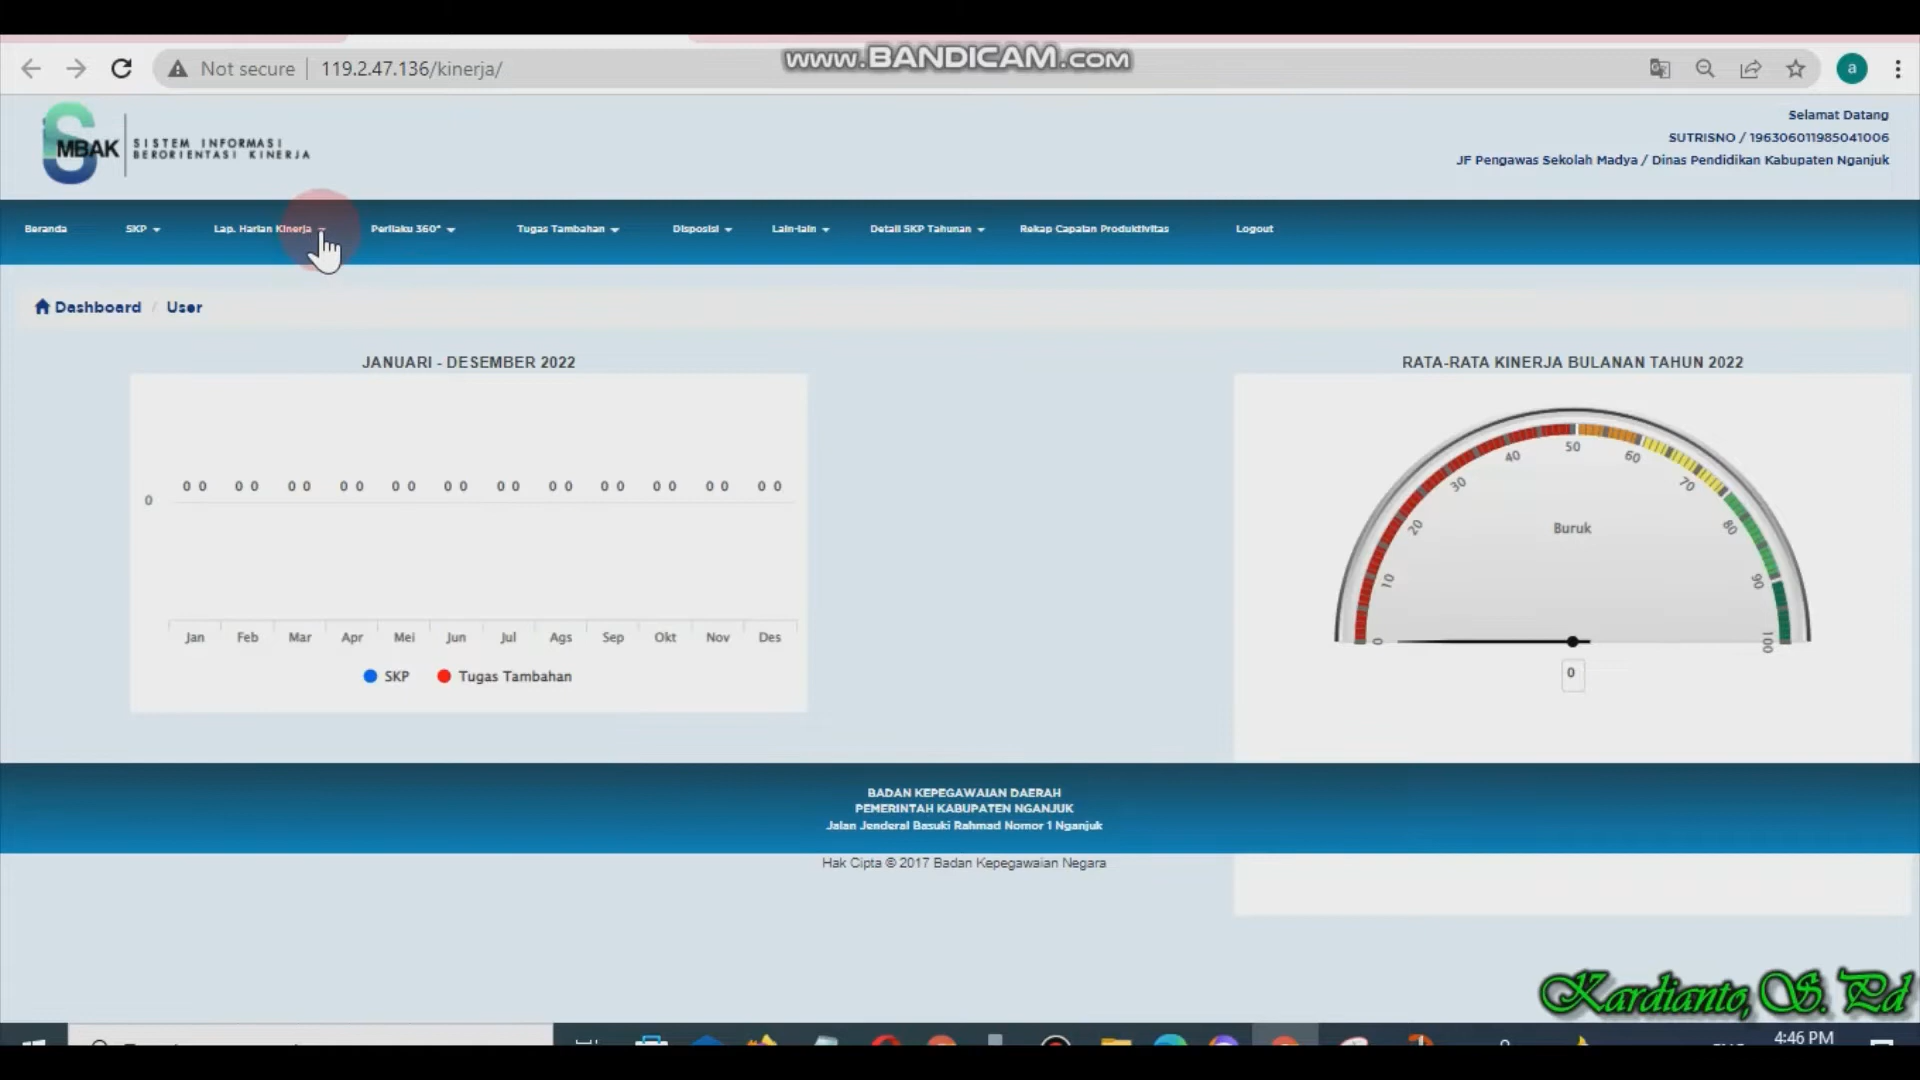 www.BANDICAM.com
Not secure
119.2.47.136/kinerja/
a
S
MBAK
SISTEM INFORMASI
BERORIENTASI KINERJA
Selamat Datang
SUTRISNO / 196306011985041006
JF Pengawas Sekolah Madya / Dinas Pendidikan Kabupaten Nganjuk
Beranda
SKP
Lap. Harian Kinerja
Perilaku 360°
Tugas Tambahan
Disposisi
Lain-lain
Detail SKP Tahunan
Rekap Capaian Produktivitas
Logout
Dashboard / User
JANUARI - DESEMBER 2022
0 0 0 0 0 0 0 0 0 0 0 0 0 0 0 0 0 0 0 0 0 0 0 0
0
Jan Feb Mar Apr Mei Jun Jul Ags Sep Okt Nov Des
SKP Tugas Tambahan
RATA-RATA KINERJA BULANAN TAHUN 2022
0 10 20 30 40 50 60 70 80 90 100
Buruk
0
BADAN KEPEGAWAIAN DAERAH
PEMERINTAH KABUPATEN NGANJUK
Jalan Jenderal Basuki Rahmad Nomor 1 Nganjuk
Hak Cipta © 2017 Badan Kepegawaian Negara
Kardianto, S. Pd
4:46 PM